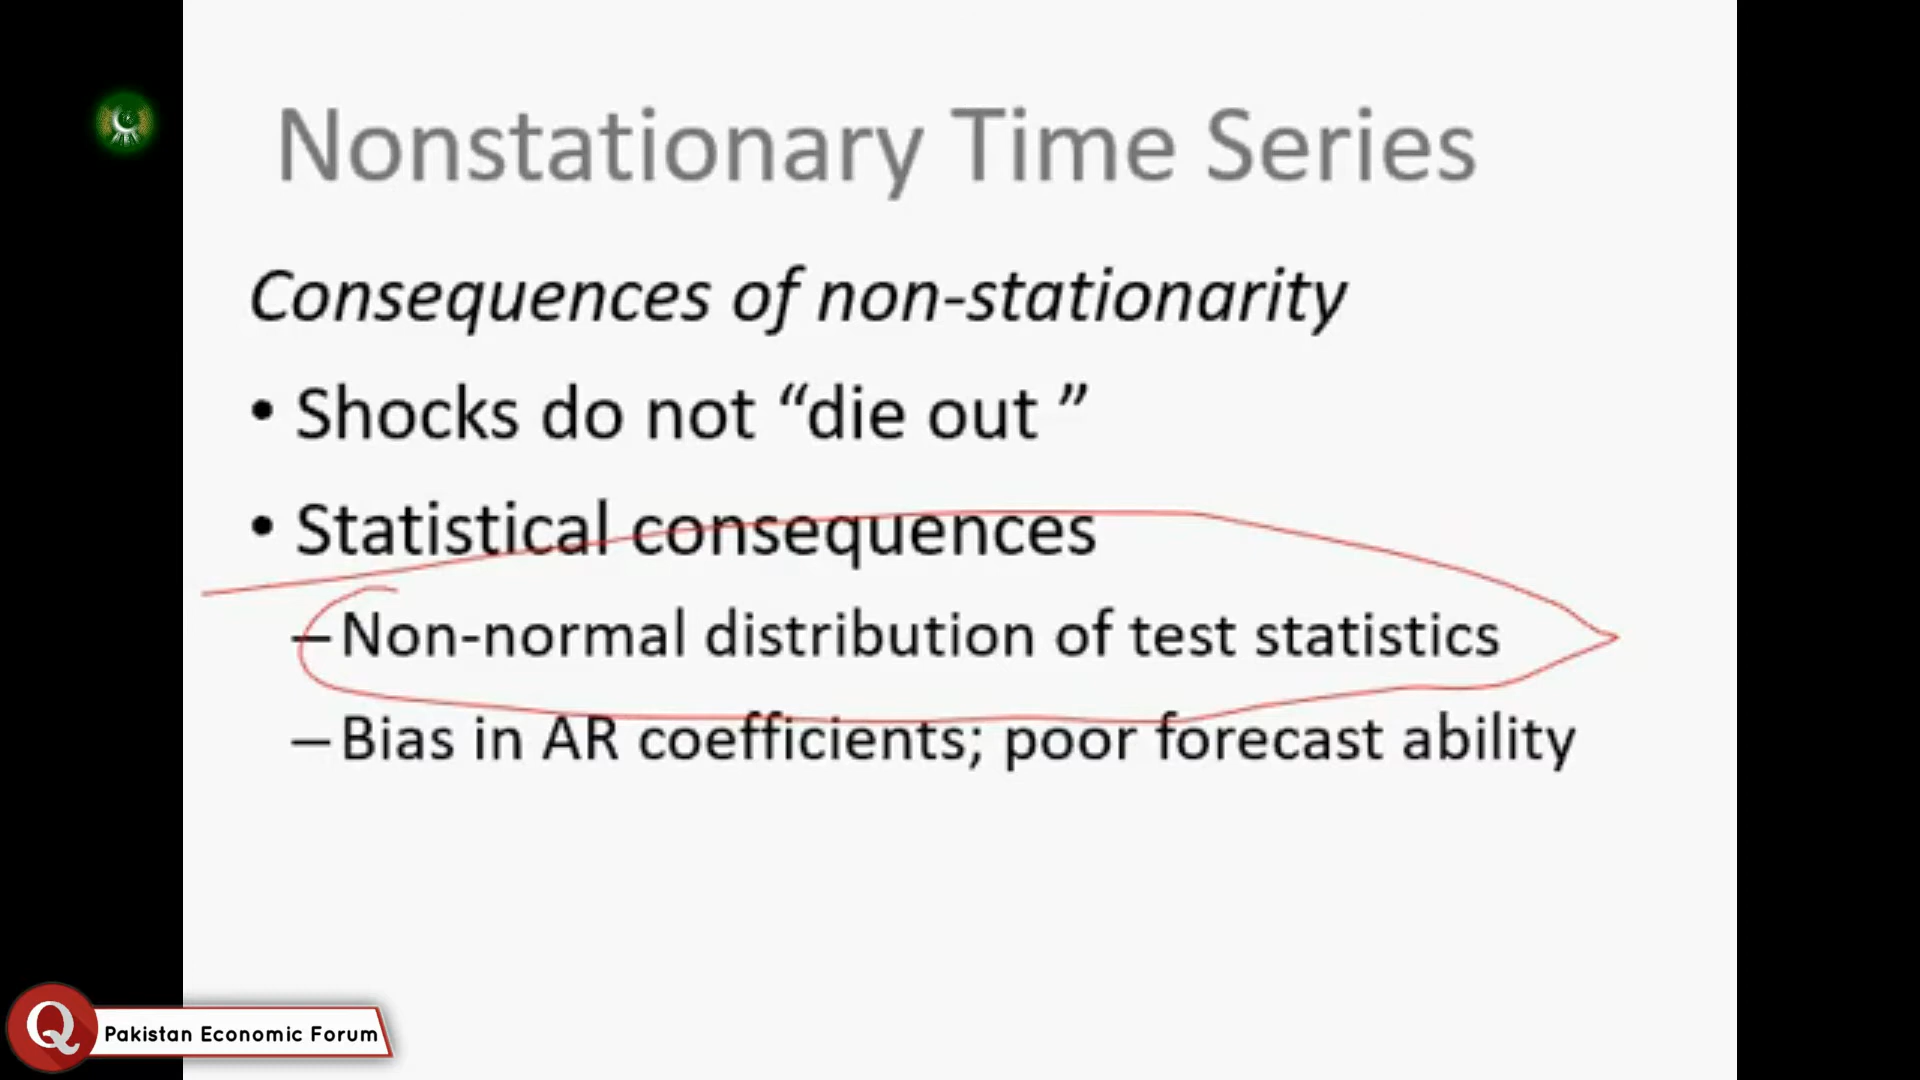 Nonstationary Time Series
Consequences of non-stationarity
• Shocks do not “die out ”
• Statistical consequences
– Non-normal distribution of test statistics
– Bias in AR coefficients; poor forecast ability
Q Pakistan Economic Forum